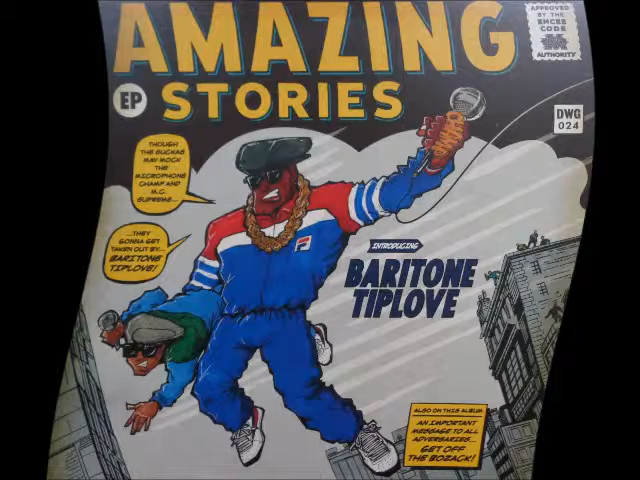 AMAZING
STORIES
EP
APPROVED
BY THE
EMCEE
CODE
AUTHORITY
DWG
024
THOUGH
THE SUCKAS
MAY MOCK
THE
MICROPHONE
CHAMP AND
M.C.
SUPREME...
...THEY
GONNA GET
TAKEN OUT BY...
BARITONE
TIPLOVE!
INTRODUCING
BARITONE
TIPLOVE
ALSO ON THIS ALBUM
AN IMPORTANT
MESSAGE TO ALL
ADVERSARIES...
GET OFF
THE BOZACK!